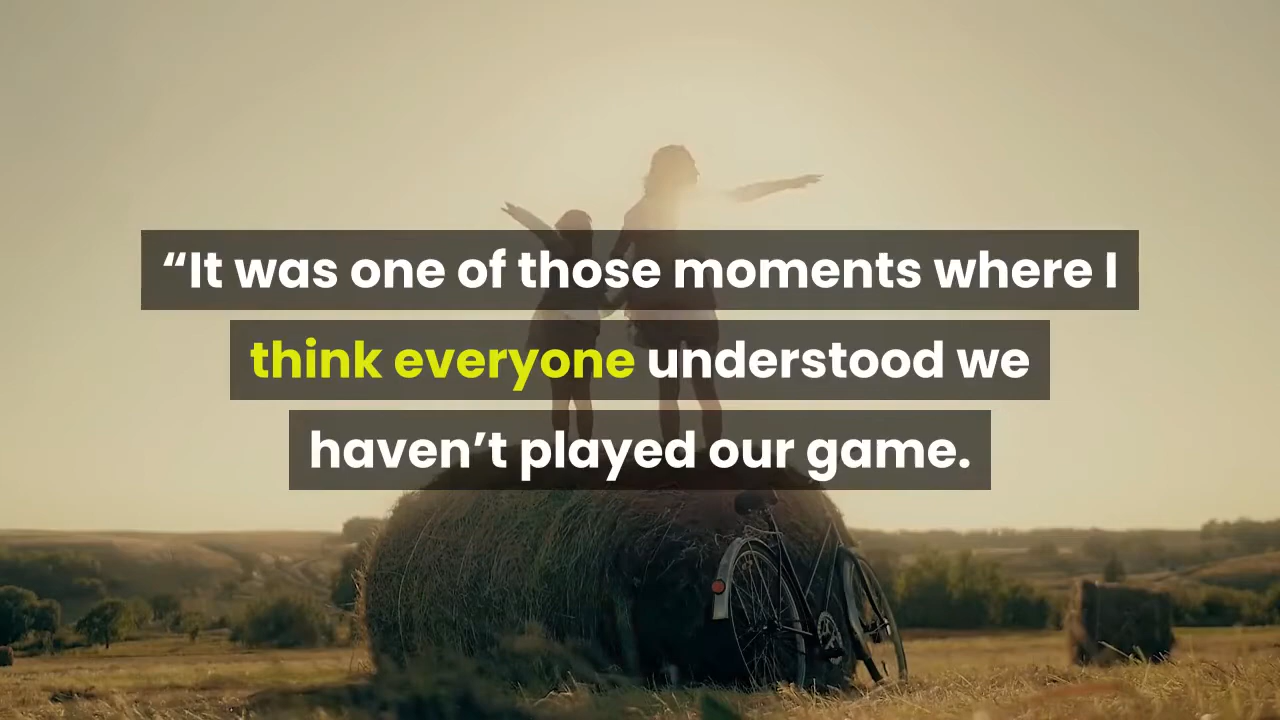 “It was one of those moments where I
think everyone understood we
haven’t played our game.